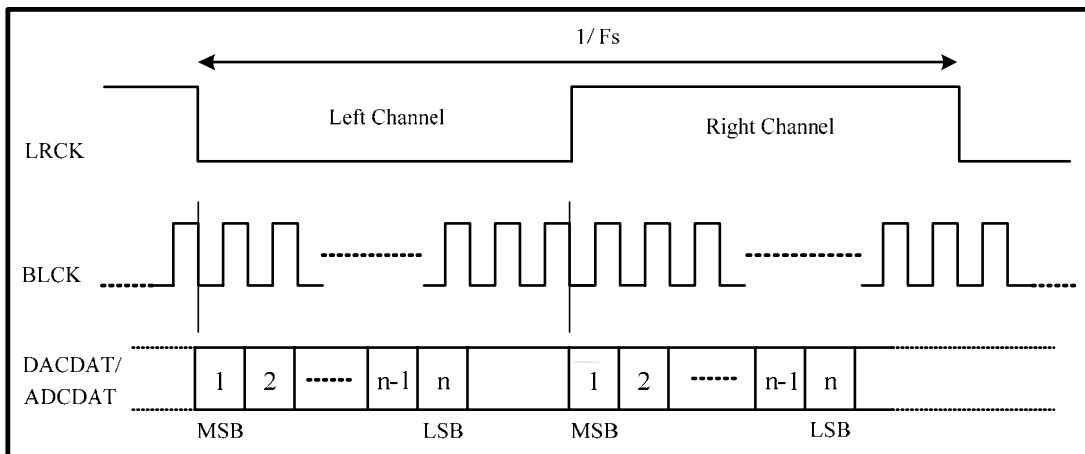 1/ Fs
Left Channel
Right Channel
LRCK
BLCK
DACDAT/
ADCDAT
1 2 n-1 n 1 2 n-1 n
MSB LSB MSB LSB